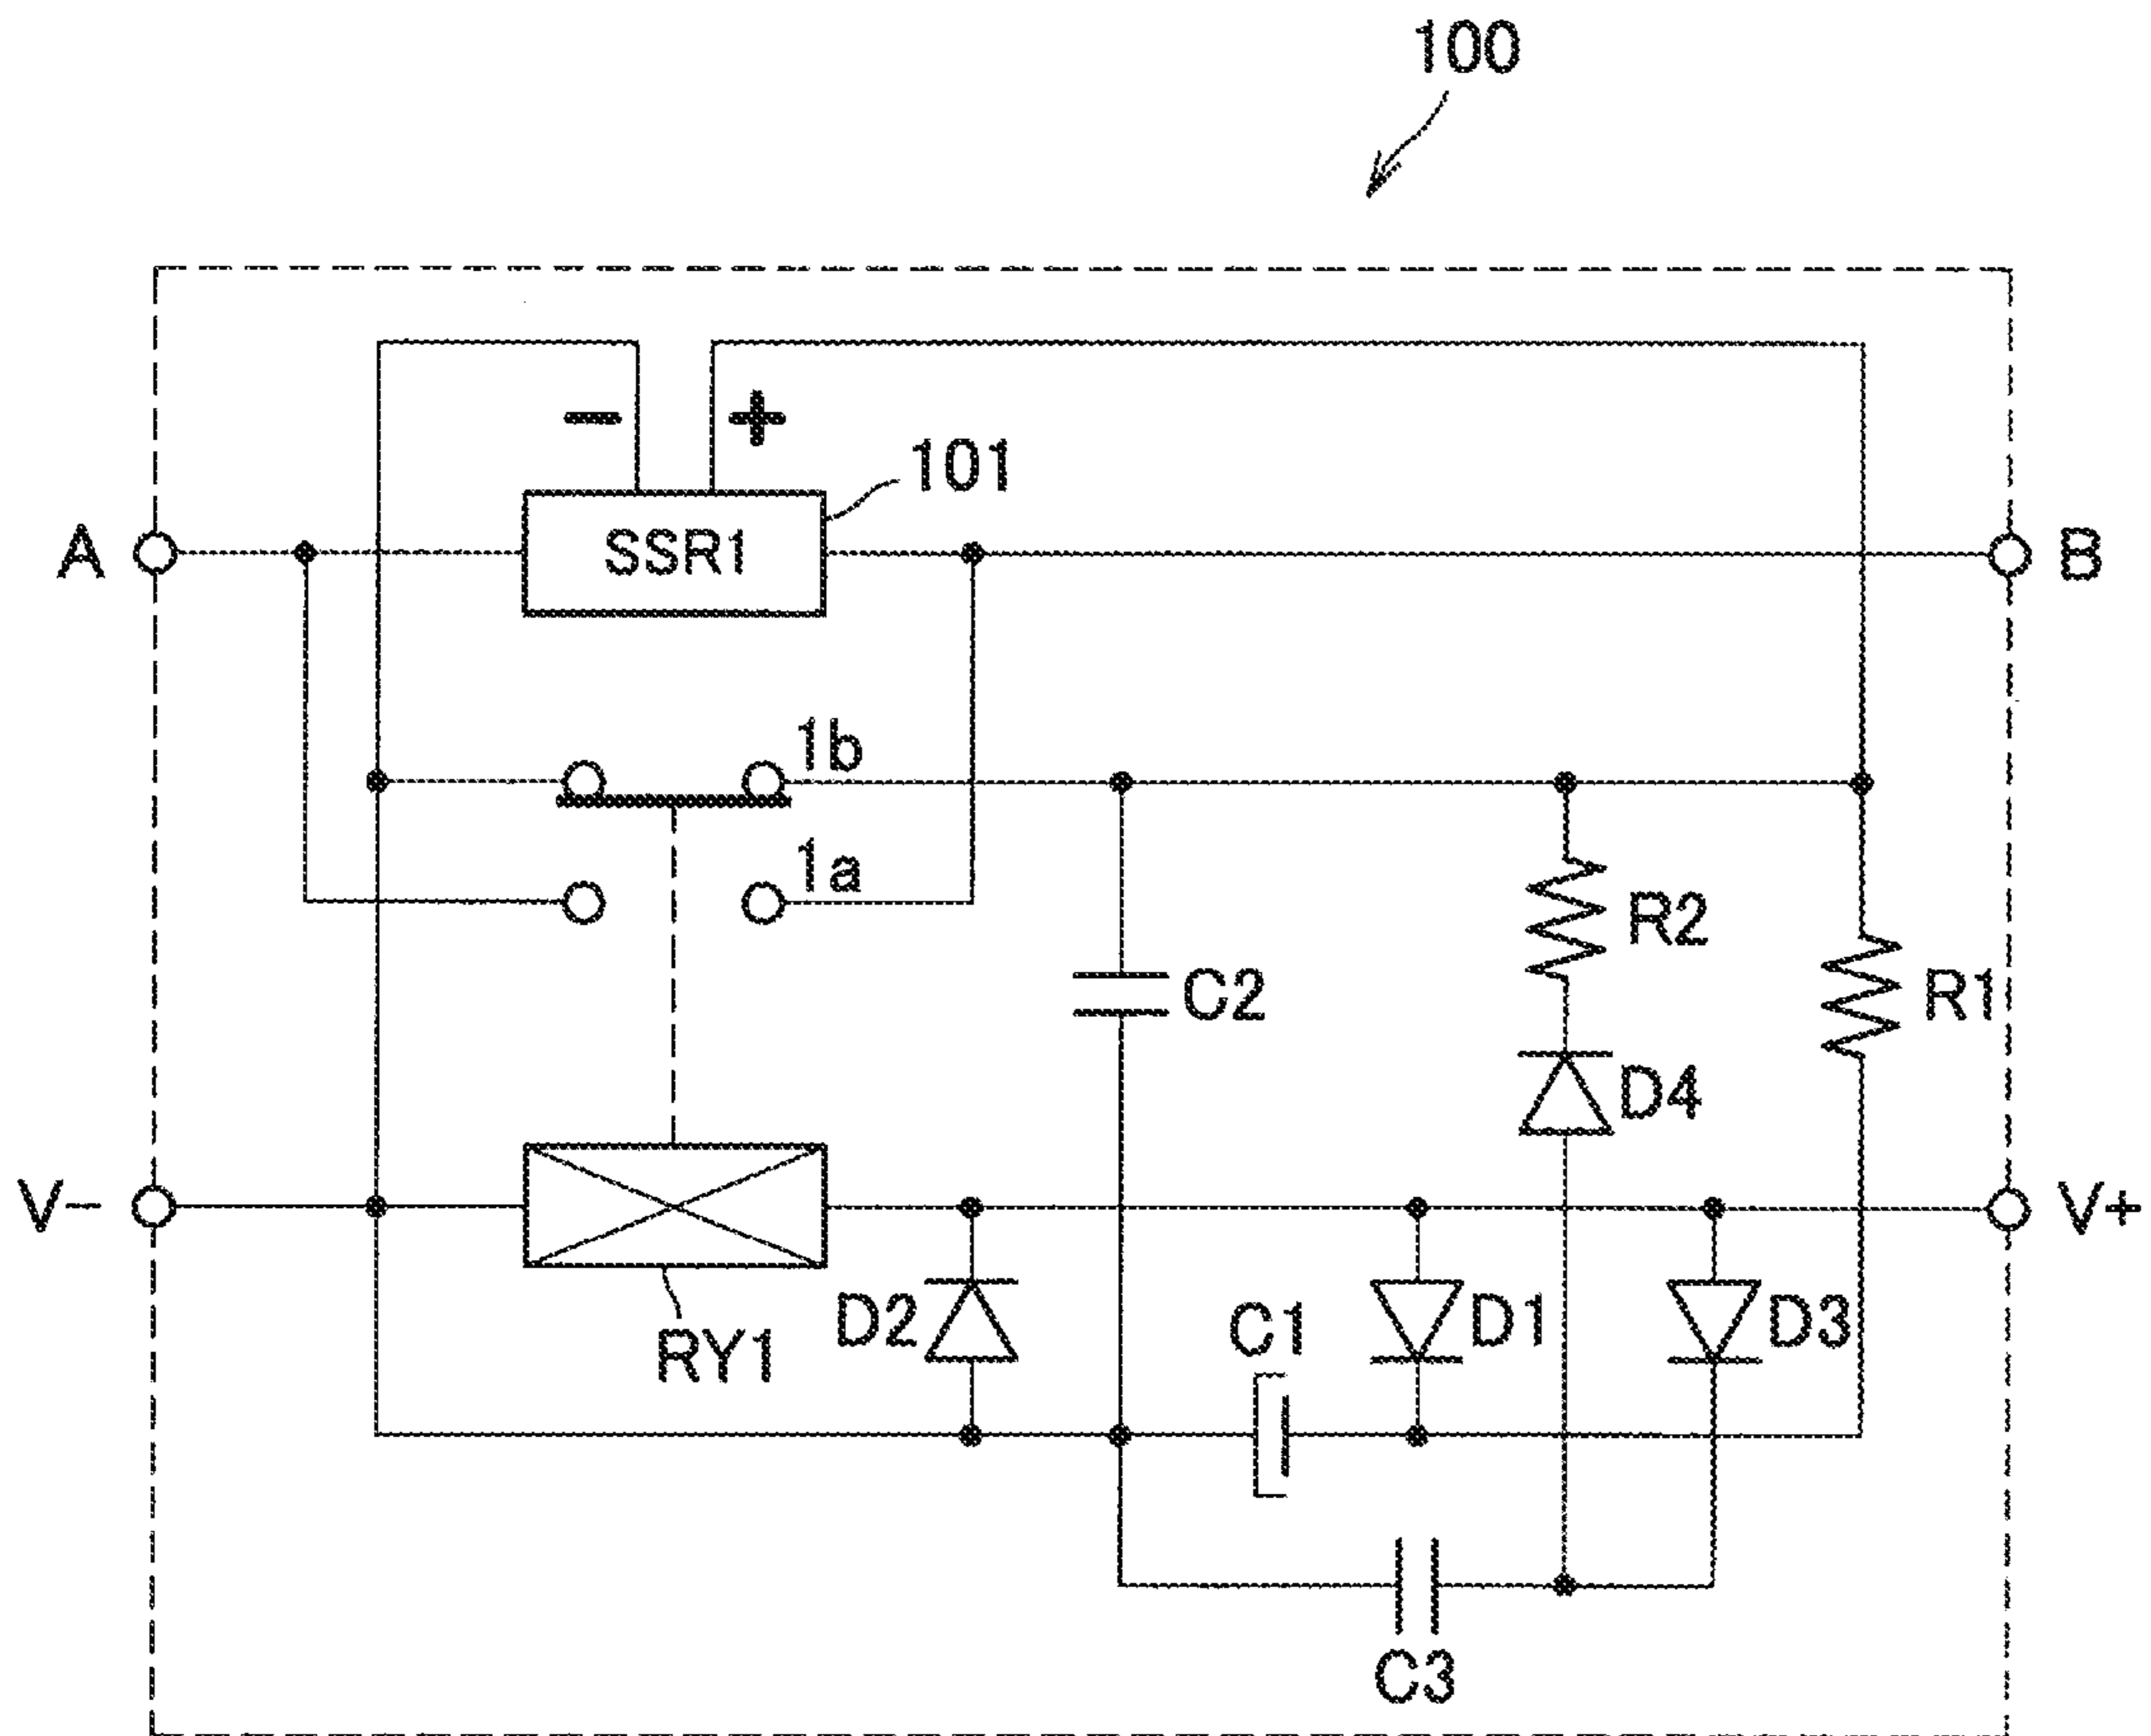 100
− +
101
A SSR1 B
1b
1a
R2
C2 R1
D4
V− V+
D2 C1 D1 D3
RY1
C3